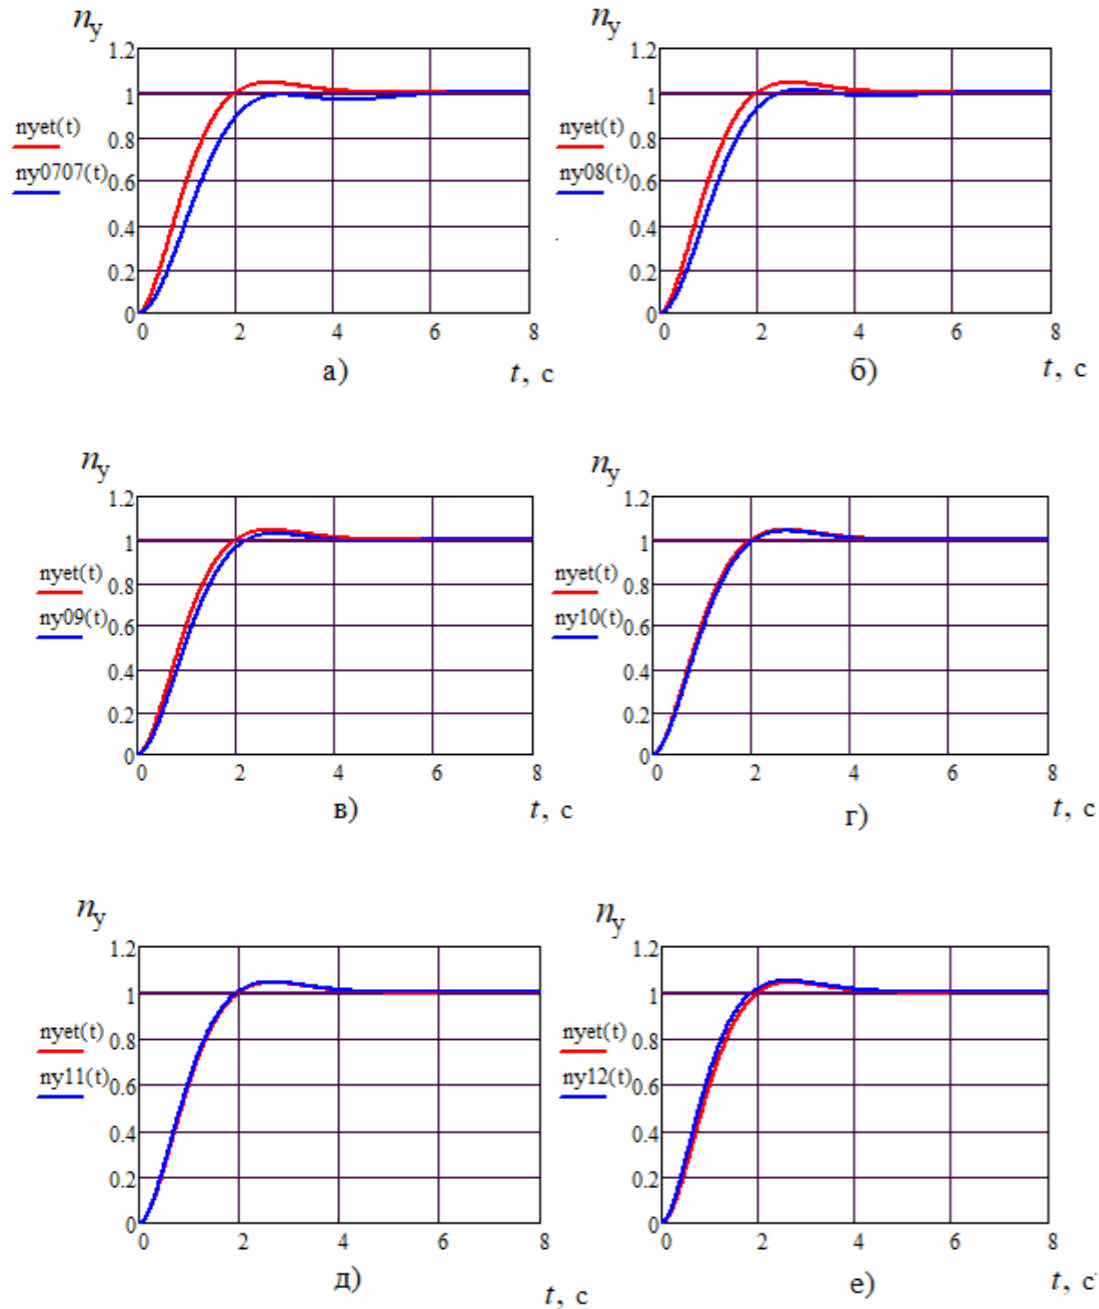 n_y
1.2
1
nyet(t)
0.8
ny0707(t)
0.6
0.4
0.2
0
0 2 4 6 8
а)
t, с
n_y
1.2
1
nyet(t)
0.8
ny08(t)
0.6
0.4
0.2
0
0 2 4 6 8
б)
t, с
n_y
1.2
1
nyet(t)
0.8
ny09(t)
0.6
0.4
0.2
0
0 2 4 6 8
в)
t, с
n_y
1.2
1
nyet(t)
0.8
ny10(t)
0.6
0.4
0.2
0
0 2 4 6 8
г)
t, с
n_y
1.2
1
nyet(t)
0.8
ny11(t)
0.6
0.4
0.2
0
0 2 4 6 8
д)
t, с
n_y
1.2
1
nyet(t)
0.8
ny12(t)
0.6
0.4
0.2
0
0 2 4 6 8
е)
t, с